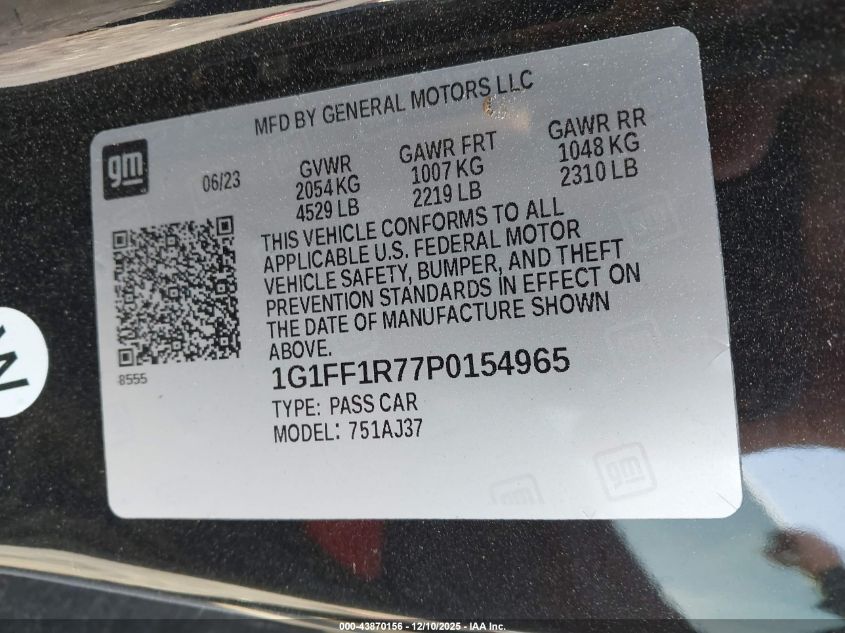 MFD BY GENERAL MOTORS LLC
gm
06/23
GVWR
2054 KG
4529 LB
GAWR FRT
1007 KG
2219 LB
GAWR RR
1048 KG
2310 LB
THIS VEHICLE CONFORMS TO ALL
APPLICABLE U.S. FEDERAL MOTOR
VEHICLE SAFETY, BUMPER, AND THEFT
PREVENTION STANDARDS IN EFFECT ON
THE DATE OF MANUFACTURE SHOWN
ABOVE.
8555
1G1FF1R77P0154965
TYPE: PASS CAR
MODEL: 751AJ37
gm
gm
000-43870156 - 12/10/2025 - IAA Inc.